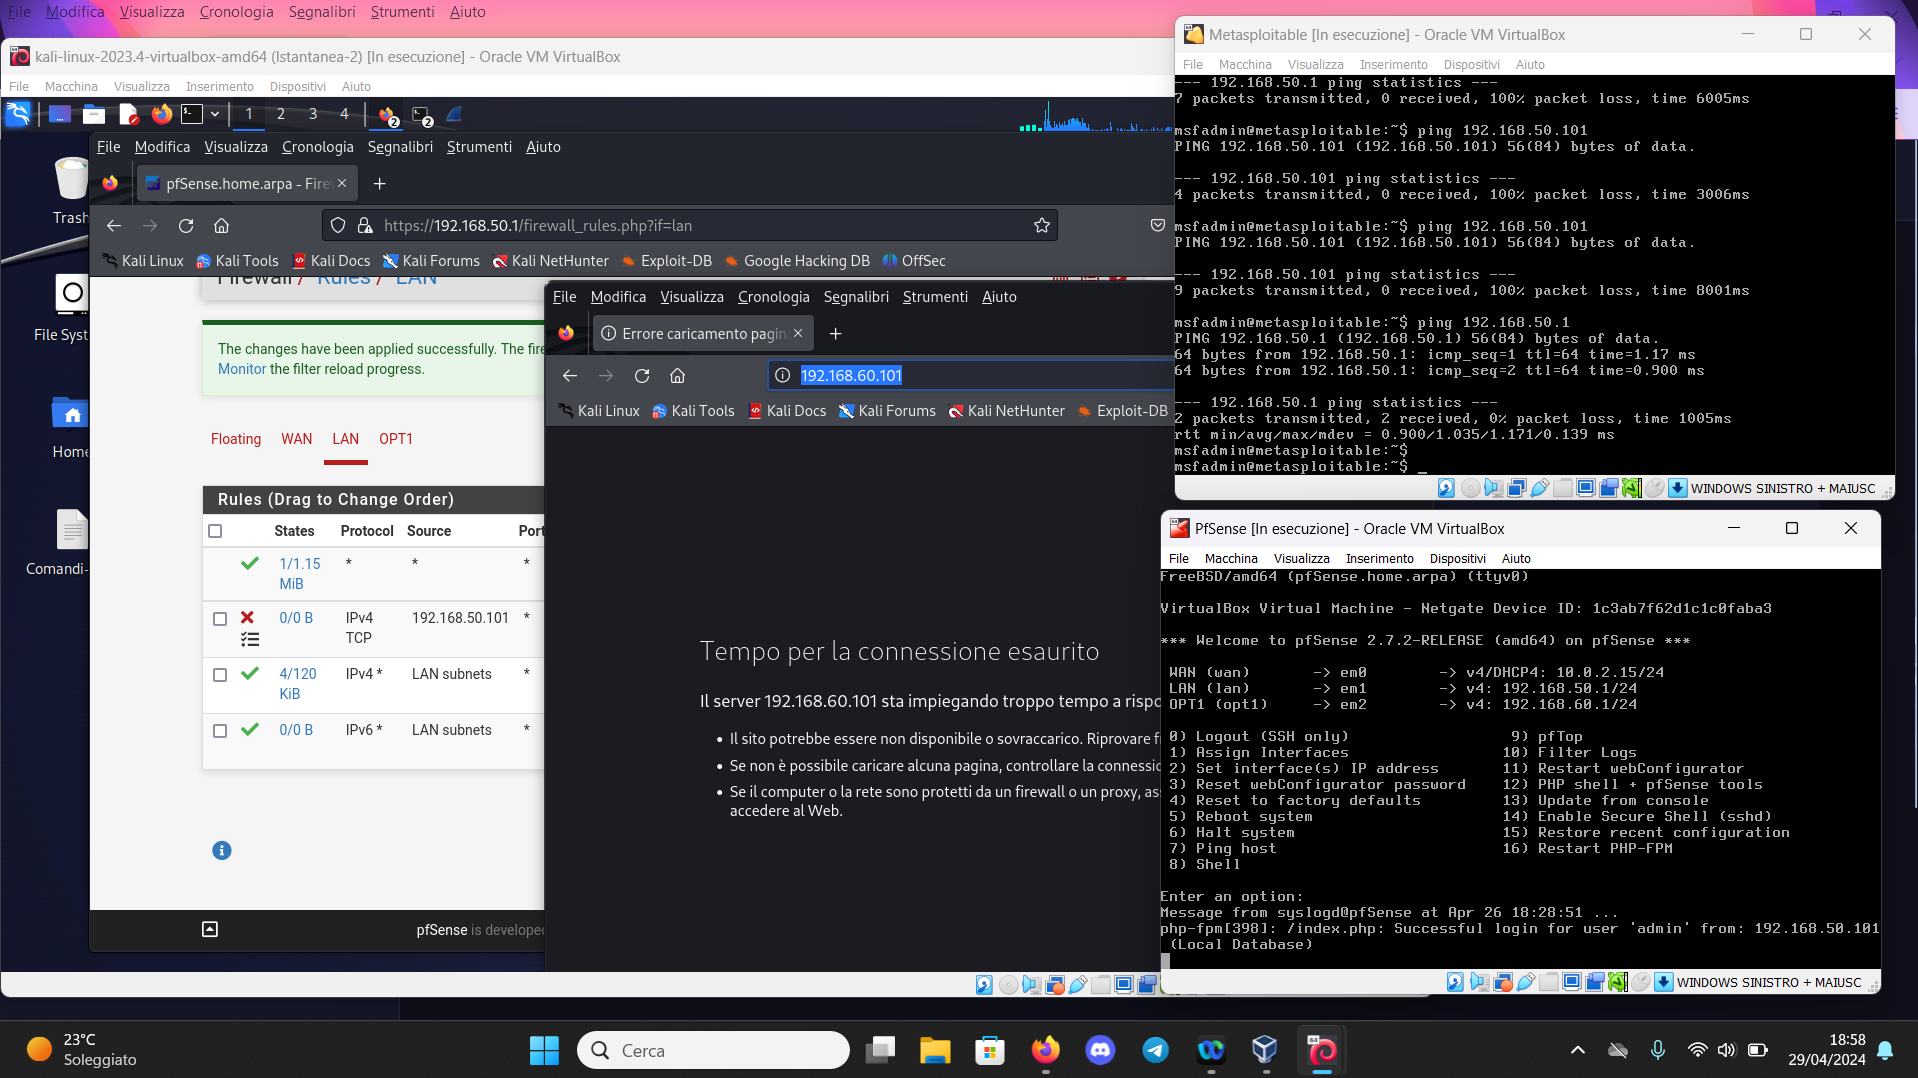 File Modifica Visualizza Cronologia Segnalibri Strumenti Aiuto
kali-linux-2023.4-virtualbox-amd64 (Istantanea-2) [In esecuzione] - Oracle VM VirtualBox
File Macchina Visualizza Inserimento Dispositivi Aiuto
1 2 3 4 2 2
Trash
File Sys
Home
Comandi-
File Modifica Visualizza Cronologia Segnalibri Strumenti Aiuto
pfSense.home.arpa - Fire
https://192.168.50.1/firewall_rules.php?if=lan
Kali Linux Kali Tools Kali Docs Kali Forums Kali NetHunter Exploit-DB Google Hacking DB OffSec
Firewall / Rules / LAN
The changes have been applied successfully. The fire
Monitor the filter reload progress.
Floating WAN LAN OPT1
Rules (Drag to Change Order)
States Protocol Source Port
1/1.15 MiB * * *
0/0 B IPv4 TCP 192.168.50.101 *
4/120 KiB IPv4 * LAN subnets *
0/0 B IPv6 * LAN subnets *
pfSense is developed
File Modifica Visualizza Cronologia Segnalibri Strumenti Aiuto
Errore caricamento pagin
192.168.60.101
Kali Linux Kali Tools Kali Docs Kali Forums Kali NetHunter Exploit-DB
Tempo per la connessione esaurito
Il server 192.168.60.101 sta impiegando troppo tempo a rispo
Il sito potrebbe essere non disponibile o sovraccarico. Riprovare f
Se non è possibile caricare alcuna pagina, controllare la connessio
Se il computer o la rete sono protetti da un firewall o un proxy, ass
accedere al Web.
Metasploitable [In esecuzione] - Oracle VM VirtualBox
File Macchina Visualizza Inserimento Dispositivi Aiuto
--- 192.168.50.1 ping statistics ---
7 packets transmitted, 0 received, 100% packet loss, time 6005ms
msfadmin@metasploitable:~$ ping 192.168.50.101
PING 192.168.50.101 (192.168.50.101) 56(84) bytes of data.
--- 192.168.50.101 ping statistics ---
4 packets transmitted, 0 received, 100% packet loss, time 3006ms
msfadmin@metasploitable:~$ ping 192.168.50.101
PING 192.168.50.101 (192.168.50.101) 56(84) bytes of data.
--- 192.168.50.101 ping statistics ---
9 packets transmitted, 0 received, 100% packet loss, time 8001ms
msfadmin@metasploitable:~$ ping 192.168.50.1
PING 192.168.50.1 (192.168.50.1) 56(84) bytes of data.
64 bytes from 192.168.50.1: icmp_seq=1 ttl=64 time=1.17 ms
64 bytes from 192.168.50.1: icmp_seq=2 ttl=64 time=0.900 ms
--- 192.168.50.1 ping statistics ---
2 packets transmitted, 2 received, 0% packet loss, time 1005ms
rtt min/avg/max/mdev = 0.900/1.035/1.171/0.139 ms
msfadmin@metasploitable:~$
msfadmin@metasploitable:~$ _
WINDOWS SINISTRO + MAIUSC
PfSense [In esecuzione] - Oracle VM VirtualBox
File Macchina Visualizza Inserimento Dispositivi Aiuto
FreeBSD/amd64 (pfSense.home.arpa) (ttyv0)
VirtualBox Virtual Machine - Netgate Device ID: 1c3ab7f62d1c1c0faba3
*** Welcome to pfSense 2.7.2-RELEASE (amd64) on pfSense ***
WAN (wan) -> em0 -> v4/DHCP4: 10.0.2.15/24
LAN (lan) -> em1 -> v4: 192.168.50.1/24
OPT1 (opt1) -> em2 -> v4: 192.168.60.1/24
0) Logout (SSH only) 9) pfTop
1) Assign Interfaces 10) Filter Logs
2) Set interface(s) IP address 11) Restart webConfigurator
3) Reset webConfigurator password 12) PHP shell + pfSense tools
4) Reset to factory defaults 13) Update from console
5) Reboot system 14) Enable Secure Shell (sshd)
6) Halt system 15) Restore recent configuration
7) Ping host 16) Restart PHP-FPM
8) Shell
Enter an option:
Message from syslogd@pfSense at Apr 26 18:28:51 ...
php-fpm[398]: /index.php: Successful login for user 'admin' from: 192.168.50.101
(Local Database)
WINDOWS SINISTRO + MAIUSC
23°C
Soleggiato
Cerca
18:58
29/04/2024